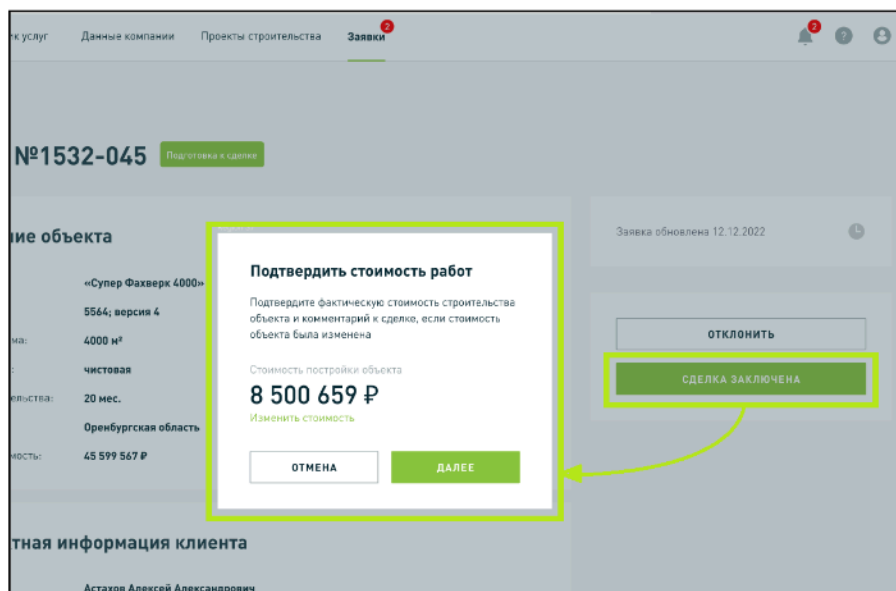 к услуг Данные компании Проекты строительства Заявки 2
2 ?
№1532-045 Подготовка к сделке
ие объекта
Заявка обновлена 12.12.2022
«Супер Фахверк 4000»
5564; версия 4
ма: 4000 м²
: чистовая
ельства: 20 мес.
Оренбургская область
мость: 45 599 567 ₽
Подтвердить стоимость работ
Подтвердите фактическую стоимость строительства
объекта и комментарий к сделке, если стоимость
объекта была изменена
Стоимость постройки объекта
8 500 659 ₽
Изменить стоимость
ОТМЕНА ДАЛЕЕ
ОТКЛОНИТЬ
СДЕЛКА ЗАКЛЮЧЕНА
тная информация клиента
Астахов Алексей Александрович